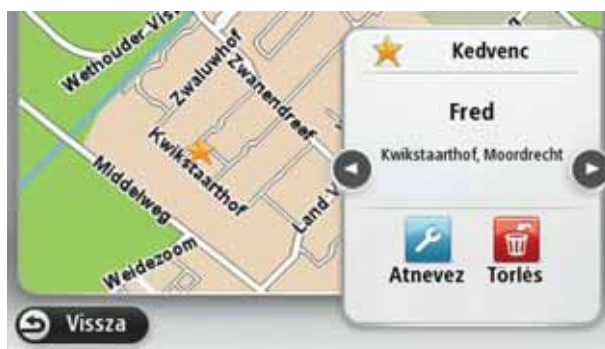 Wethouder Vis
Zwaluwhof
Zwanendreef
Kwikstaarthof
Middelweg
Weidezoom
Land V
Kedvenc
Fred
Kwikstaarthof, Moordrecht
Atnevez Torlés
Vissza